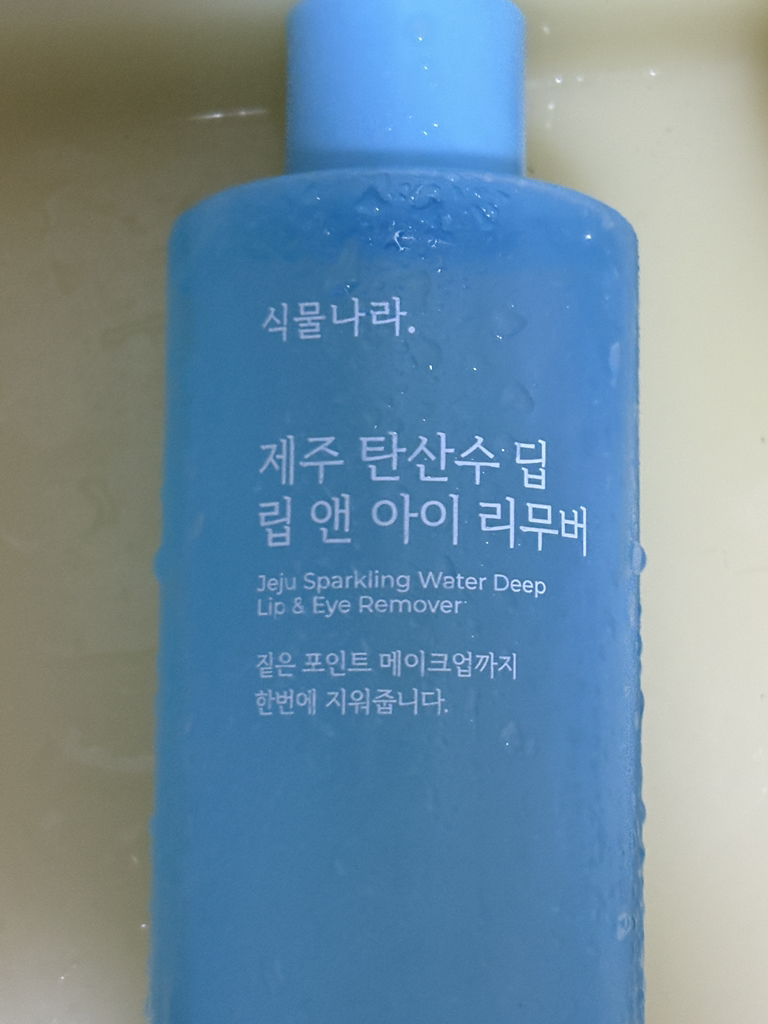 식물나라.
제주 탄산수 딥
립 앤 아이 리무버
Jeju Sparkling Water Deep
Lip & Eye Remover
짙은 포인트 메이크업까지
한번에 지워줍니다.